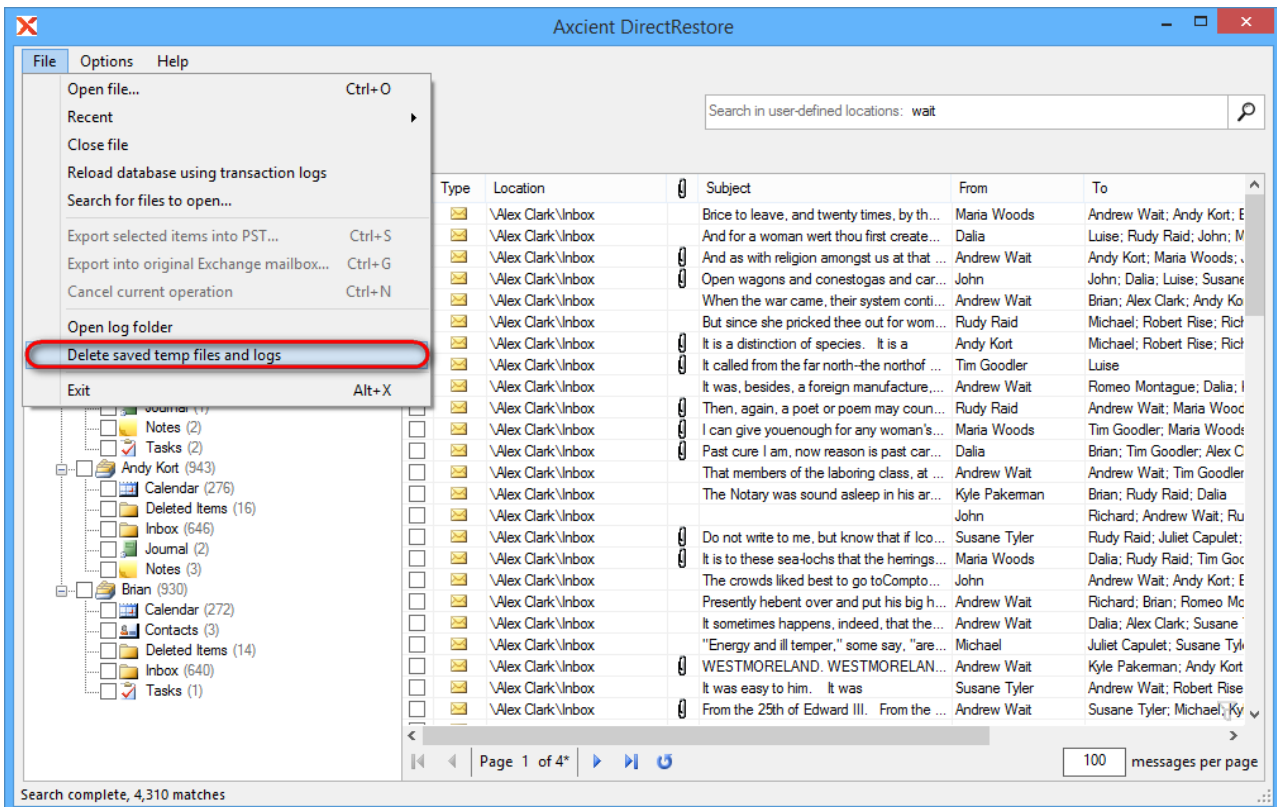 Axcient DirectRestore
File Options Help
Open file... Ctrl+O
Recent
Close file
Reload database using transaction logs
Search for files to open...
Export selected items into PST... Ctrl+S
Export into original Exchange mailbox... Ctrl+G
Cancel current operation Ctrl+N
Open log folder
Delete saved temp files and logs
Exit Alt+X
Journal (1)
Notes (2)
Tasks (2)
Andy Kort (943)
Calendar (276)
Deleted Items (16)
Inbox (646)
Journal (2)
Notes (3)
Brian (930)
Calendar (272)
Contacts (3)
Deleted Items (14)
Inbox (640)
Tasks (1)
Search in user-defined locations: wait
Type Location Subject From To
\Alex Clark\Inbox Brice to leave, and twenty times, by th... Maria Woods Andrew Wait; Andy Kort; B
\Alex Clark\Inbox And for a woman wert thou first create... Dalia Luise; Rudy Raid; John; M
\Alex Clark\Inbox And as with religion amongst us at that ... Andrew Wait Andy Kort; Maria Woods;
\Alex Clark\Inbox Open wagons and conestogas and car... John John; Dalia; Luise; Susane
\Alex Clark\Inbox When the war came, their system conti... Andrew Wait Brian; Alex Clark; Andy Ko
\Alex Clark\Inbox But since she pricked thee out for wom... Rudy Raid Michael; Robert Rise; Rich
\Alex Clark\Inbox It is a distinction of species. It is a Andy Kort Michael; Robert Rise; Rich
\Alex Clark\Inbox It called from the far north-the northof ... Tim Goodler Luise
\Alex Clark\Inbox It was, besides, a foreign manufacture,... Andrew Wait Romeo Montague; Dalia;
\Alex Clark\Inbox Then, again, a poet or poem may coun... Rudy Raid Andrew Wait; Maria Wood
\Alex Clark\Inbox I can give youenough for any woman's... Maria Woods Tim Goodler; Maria Woods
\Alex Clark\Inbox Past cure I am, now reason is past car... Dalia Brian; Tim Goodler; Alex C
\Alex Clark\Inbox That members of the laboring class, at ... Andrew Wait Andrew Wait; Tim Goodler
\Alex Clark\Inbox The Notary was sound asleep in his ar... Kyle Pakeman Brian; Rudy Raid; Dalia
\Alex Clark\Inbox John Richard; Andrew Wait; Ru
\Alex Clark\Inbox Do not write to me, but know that if Ico... Susane Tyler Rudy Raid; Juliet Capulet;
\Alex Clark\Inbox It is to these sea-lochs that the herrings... Maria Woods Dalia; Rudy Raid; Tim Goo
\Alex Clark\Inbox The crowds liked best to go toCompto... John Andrew Wait; Andy Kort; B
\Alex Clark\Inbox Presently hebent over and put his big h... Andrew Wait Richard; Brian; Romeo Mo
\Alex Clark\Inbox It sometimes happens, indeed, that the... Andrew Wait Dalia; Alex Clark; Susane
\Alex Clark\Inbox "Energy and ill temper," some say, "are... Michael Juliet Capulet; Susane Tyl
\Alex Clark\Inbox WESTMORELAND. WESTMORELAN... Andrew Wait Kyle Pakeman; Andy Kort
\Alex Clark\Inbox It was easy to him. It was Susane Tyler Andrew Wait; Robert Rise
\Alex Clark\Inbox From the 25th of Edward III. From the ... Andrew Wait Susane Tyler; Michael; Ky
Page 1 of 4* 100 messages per page
Search complete, 4,310 matches